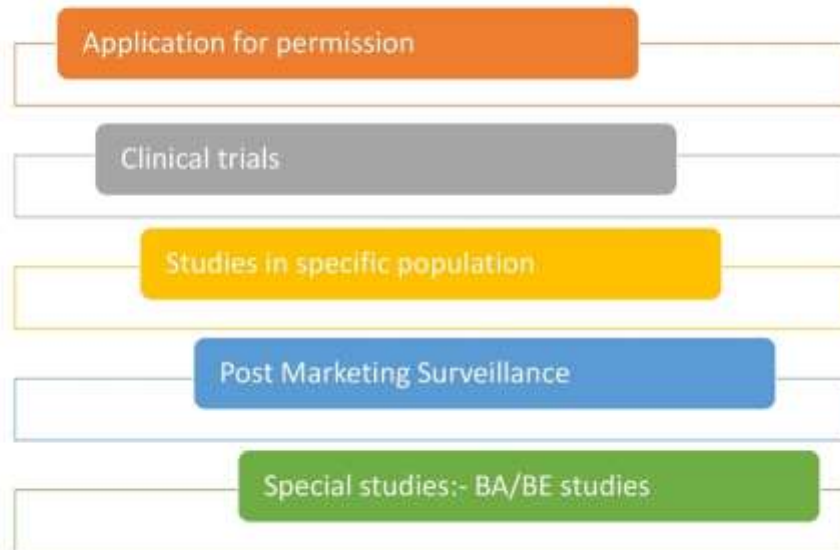 Application for permission
Clinical trials
Studies in specific population
Post Marketing Surveillance
Special studies:- BA/BE studies